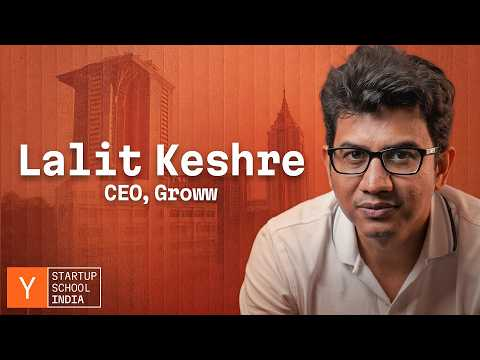 Lalit Keshre
CEO, Groww
Y
STARTUP
SCHOOL
INDIA